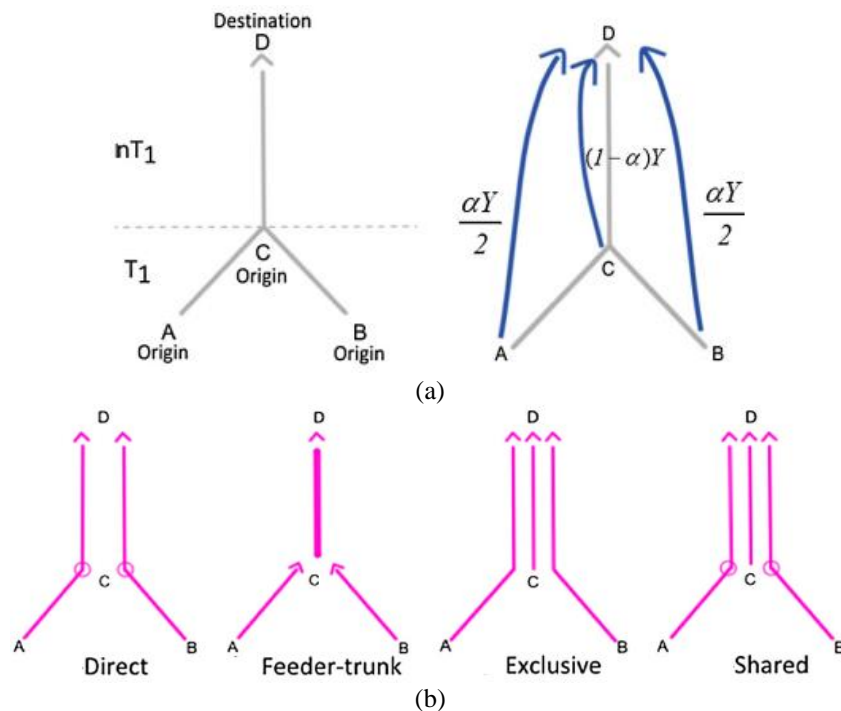 Destination
D
nT₁
C
Origin
T₁
A
Origin
B
Origin
D
(1-α)Y
αY/2
αY/2
C
A
B
(a)
D
C
A
B
Direct
D
C
A
B
Feeder-trunk
D
C
A
B
Exclusive
D
C
A
B
Shared
(b)